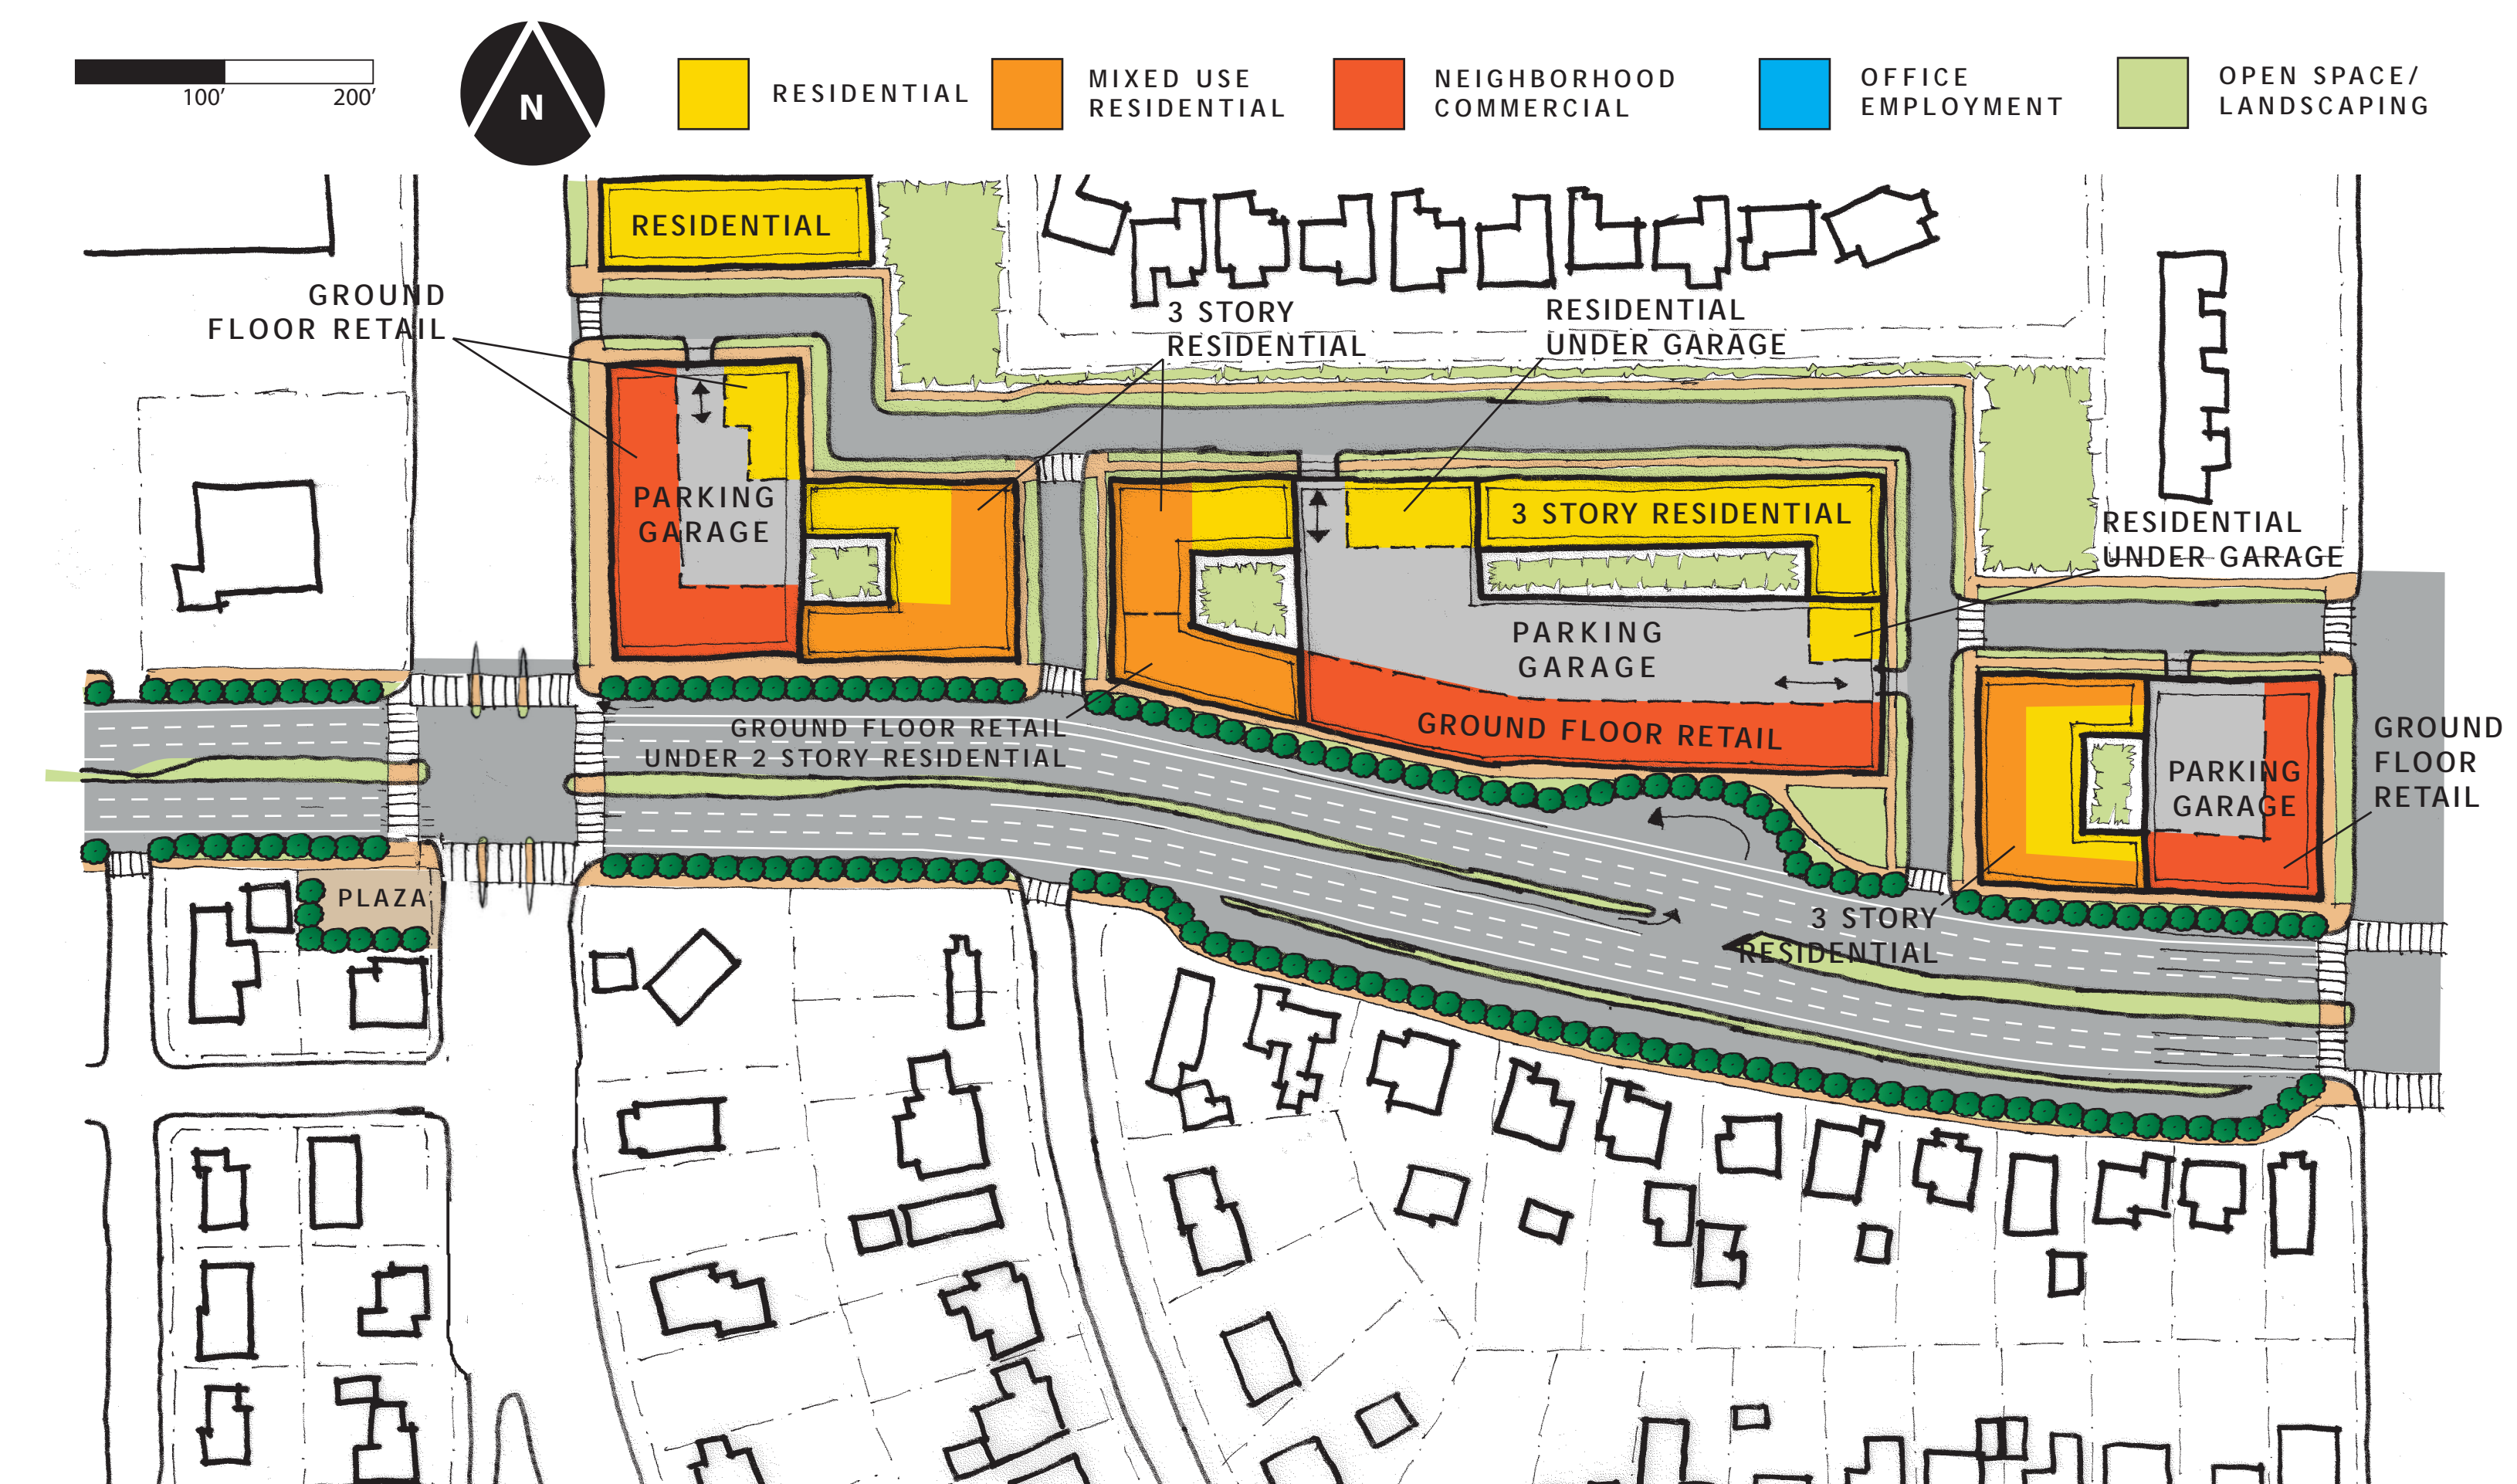 100'
200'
N
RESIDENTIAL
MIXED USE
RESIDENTIAL
NEIGHBORHOOD
COMMERCIAL
OFFICE
EMPLOYMENT
OPEN SPACE/
LANDSCAPING
RESIDENTIAL
GROUND
FLOOR RETAIL
3 STORY
RESIDENTIAL
RESIDENTIAL
UNDER GARAGE
PARKING
GARAGE
3 STORY RESIDENTIAL
RESIDENTIAL
UNDER GARAGE
PARKING
GARAGE
GROUND FLOOR RETAIL
UNDER 2 STORY RESIDENTIAL
GROUND FLOOR RETAIL
GROUND
FLOOR
RETAIL
PARKING
GARAGE
PLAZA
3 STORY
RESIDENTIAL